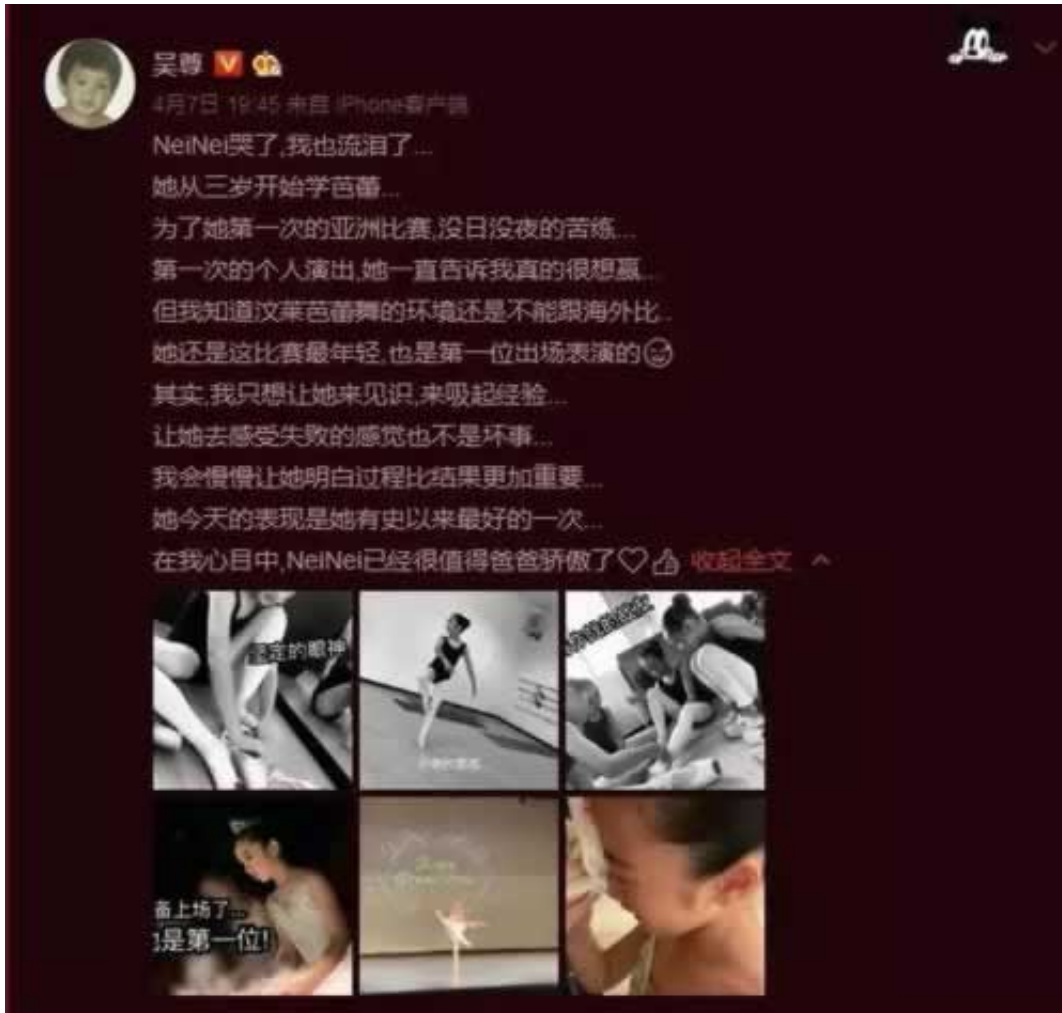 吴尊
4月7日 19:45 来自 iPhone客户端
NeiNei哭了,我也流泪了...
她从三岁开始学芭蕾...
为了她第一次的亚洲比赛,没日没夜的苦练...
第一次的个人演出,她一直告诉我真的很想赢...
但我知道汶莱芭蕾舞的环境还是不能跟海外比..
她还是这比赛最年轻,也是第一位出场表演的
其实,我只想让她来见识,来吸起经验...
让她去感受失败的感觉也不是坏事...
我会慢慢让她明白过程比结果更加重要...
她今天的表现是她有史以来最好的一次...
在我心目中,NeiNei已经很值得爸爸骄傲了 收起全文
定的眼神
备上场了...
是第一位!